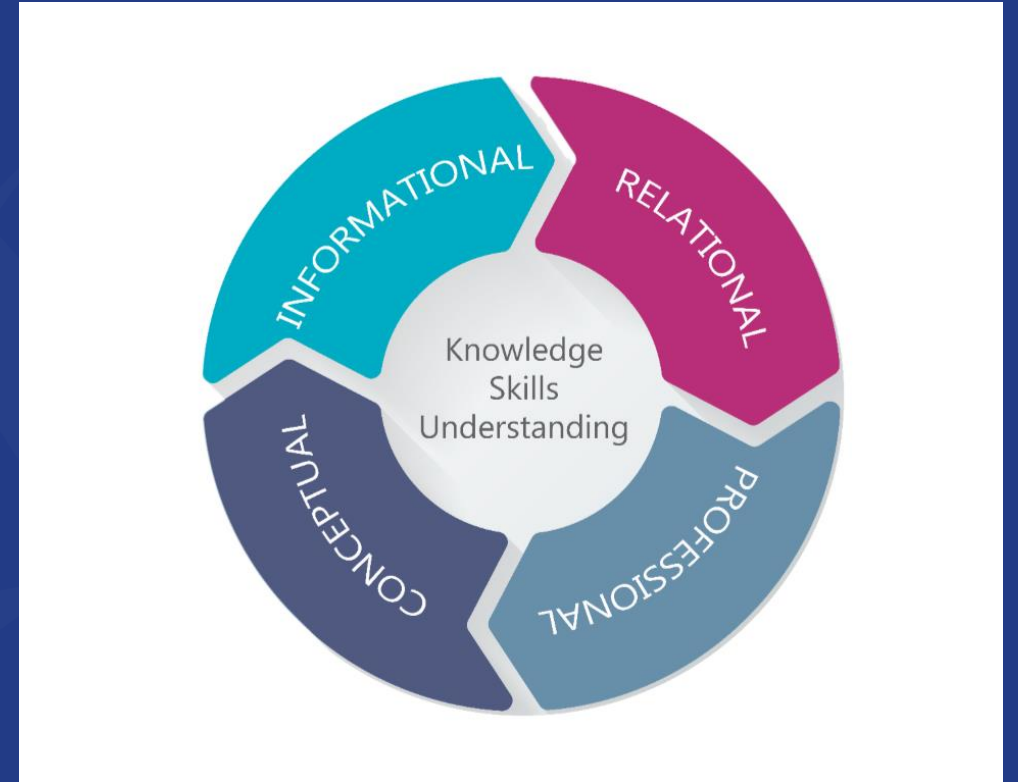 INFORMATIONAL
RELATIONAL
Knowledge
Skills
Understanding
CONCEPTUAL
PROFESSIONAL